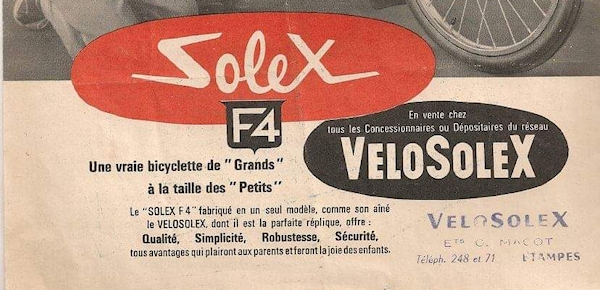 SoleX
F4
En vente chez
tous les Concessionnaires ou Dépositaires du réseau
VELOSOLEX
Une vraie bicyclette de "Grands"
à la taille des "Petits"
Le "SOLEX F4" fabriqué en un seul modèle, comme son aîné
le VELOSOLEX, dont il est la parfaite réplique, offre :
Qualité, Simplicité, Robustesse, Sécurité,
tous avantages qui plairont aux parents et feront la joie des enfants.
VELOSOLEX
ETS C. MACOT
Téléph. 248 et 71 ETAMPES